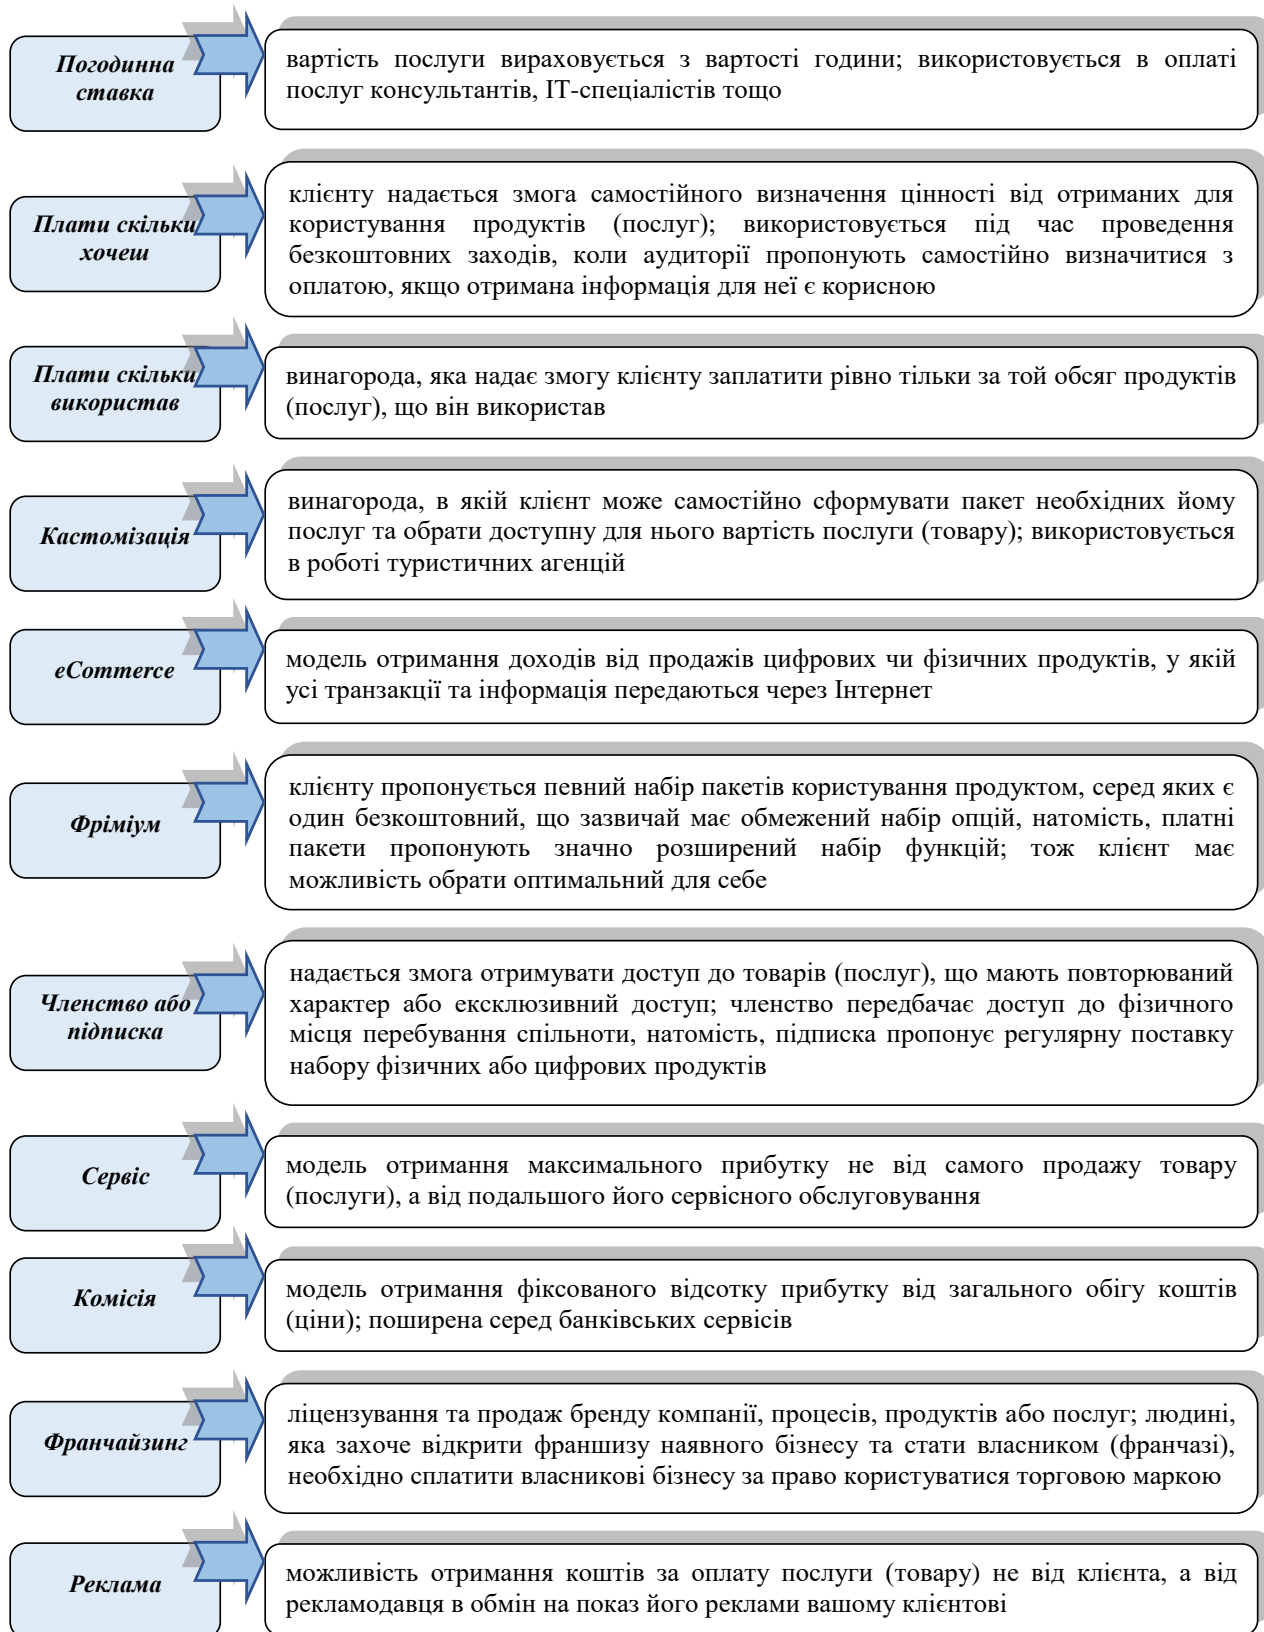 Погодинна
ставка
вартість послуги вираховується з вартості години; використовується в оплаті
послуг консультантів, ІТ-спеціалістів тощо
Плати скільки
хочеш
клієнту надається змога самостійного визначення цінності від отриманих для
користування продуктів (послуг); використовується під час проведення
безкоштовних заходів, коли аудиторії пропонують самостійно визначитися з
оплатою, якщо отримана інформація для неї є корисною
Плати скільки
використав
винагорода, яка надає змогу клієнту заплатити рівно тільки за той обсяг продуктів
(послуг), що він використав
Кастомізація
винагорода, в якій клієнт може самостійно сформувати пакет необхідних йому
послуг та обрати доступну для нього вартість послуги (товару); використовується
в роботі туристичних агенцій
eCommerce
модель отримання доходів від продажів цифрових чи фізичних продуктів, у якій
усі транзакції та інформація передаються через Інтернет
Фріміум
клієнту пропонується певний набір пакетів користування продуктом, серед яких є
один безкоштовний, що зазвичай має обмежений набір опцій, натомість, платні
пакети пропонують значно розширений набір функцій; тож клієнт має
можливість обрати оптимальний для себе
Членство або
підписка
надається змога отримувати доступ до товарів (послуг), що мають повторюваний
характер або ексклюзивний доступ; членство передбачає доступ до фізичного
місця перебування спільноти, натомість, підписка пропонує регулярну поставку
набору фізичних або цифрових продуктів
Сервіс
модель отримання максимального прибутку не від самого продажу товару
(послуги), а від подальшого його сервісного обслуговування
Комісія
модель отримання фіксованого відсотку прибутку від загального обігу коштів
(ціни); поширена серед банківських сервісів
Франчайзинг
ліцензування та продаж бренду компанії, процесів, продуктів або послуг; людині,
яка захоче відкрити франшизу наявного бізнесу та стати власником (франчазі),
необхідно сплатити власникові бізнесу за право користуватися торговою маркою
Реклама
можливість отримання коштів за оплату послуги (товару) не від клієнта, а від
рекламодавця в обмін на показ його реклами вашому клієнтові